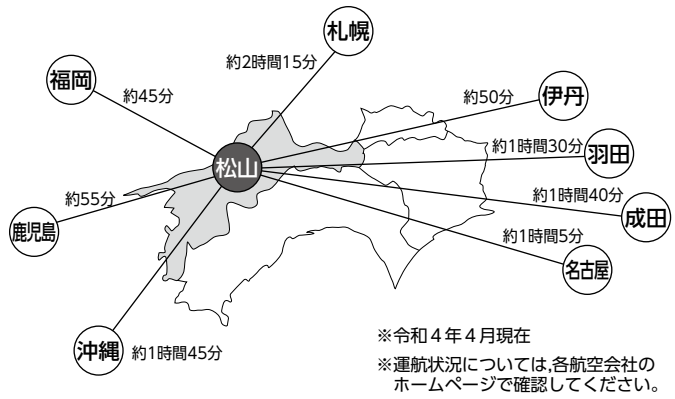 札幌
約2時間15分
福岡
約45分
伊丹
約50分
羽田
約1時間30分
松山
成田
約1時間40分
鹿児島
約55分
名古屋
約1時間5分
沖縄
約1時間45分
※令和4年4月現在
※運航状況については,各航空会社の
ホームページで確認してください。